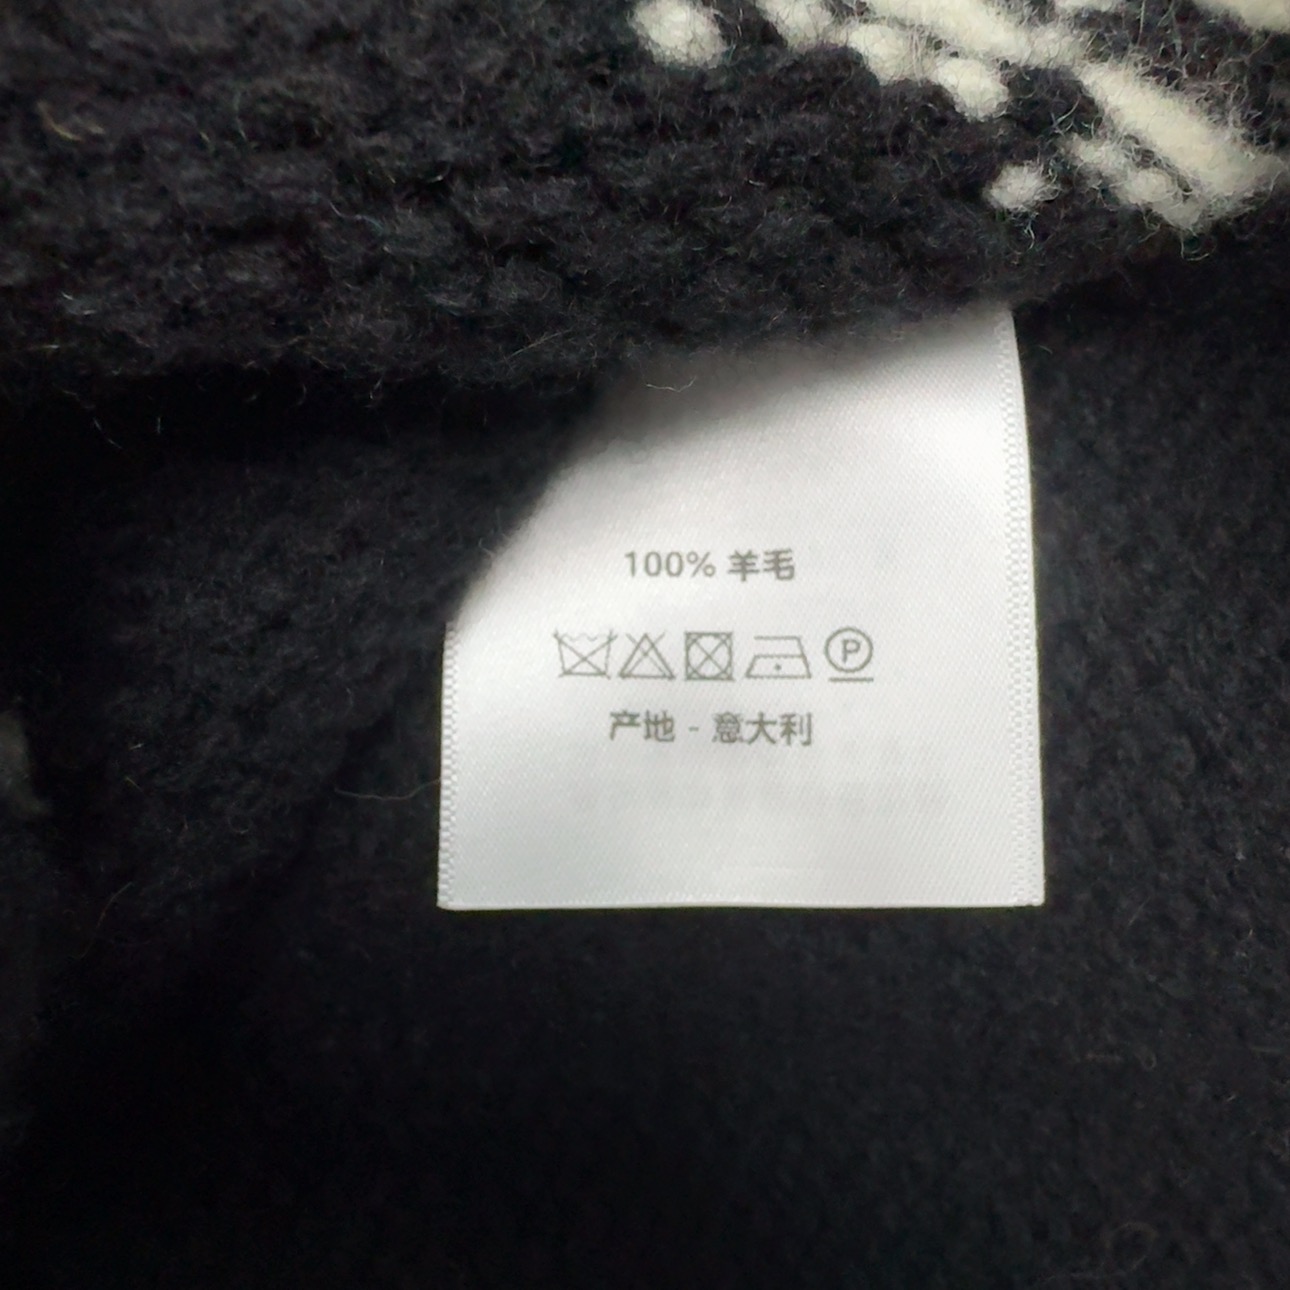 100% 羊毛
P
产地 - 意大利